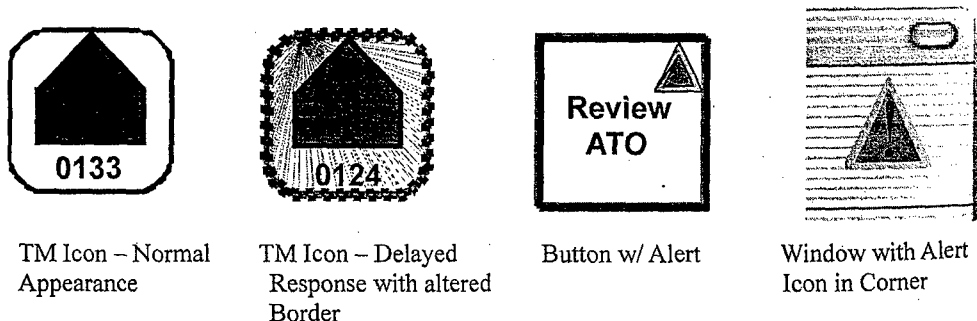 0133
0124
Review
ATO
TM Icon – Normal
Appearance
TM Icon – Delayed
Response with altered
Border
Button w/ Alert
Window with Alert
Icon in Corner